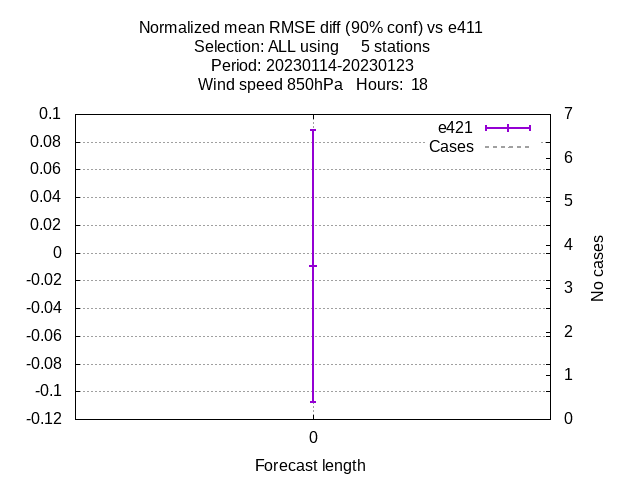 Normalized mean RMSE diff (90% conf) vs e411
Selection: ALL using     5 stations
Period: 20230114-20230123
Wind speed 850hPa   Hours:  18
0.1
0.08
0.06
0.04
0.02
0
-0.02
-0.04
-0.06
-0.08
-0.1
-0.12
e421
Cases
7
6
5
4
3
2
1
0
No cases
0
Forecast length